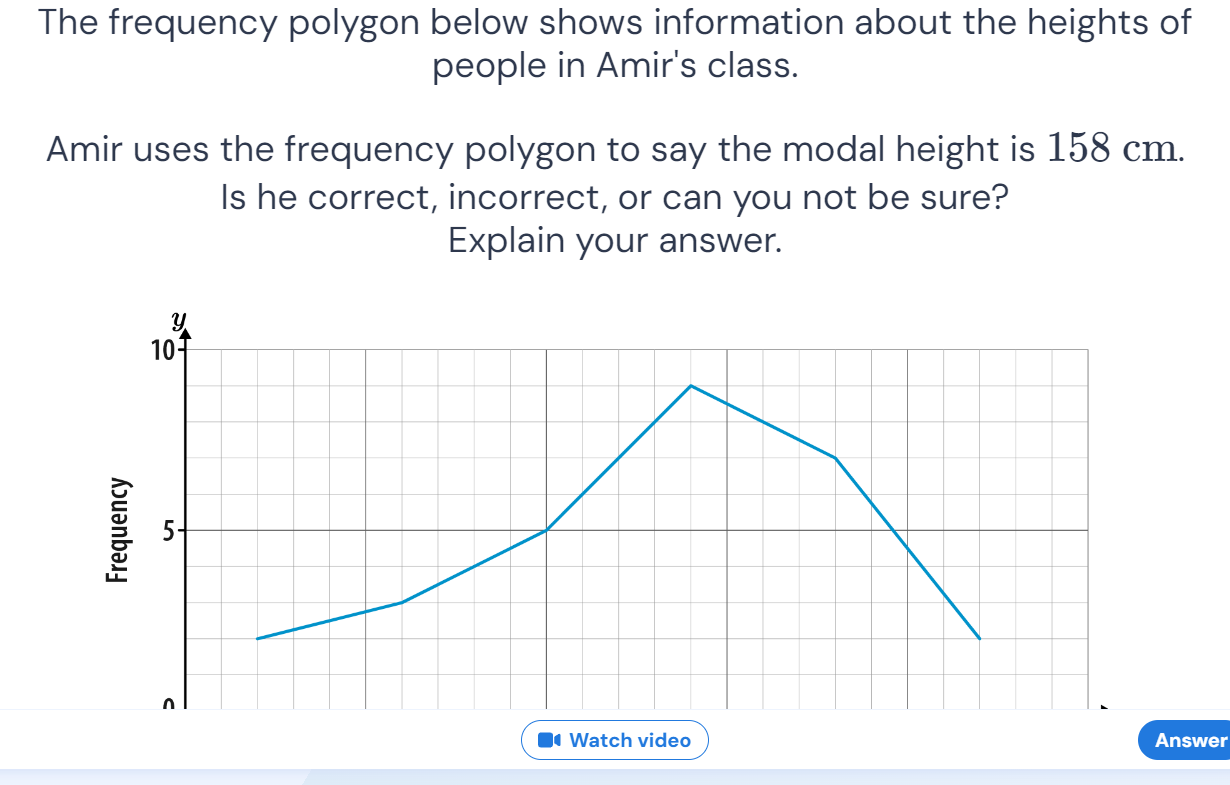 The frequency polygon below shows information about the heights of
people in Amir's class.
Amir uses the frequency polygon to say the modal height is 158 cm.
Is he correct, incorrect, or can you not be sure?
Explain your answer.
y
10
Frequency
5
0
Watch video
Answer